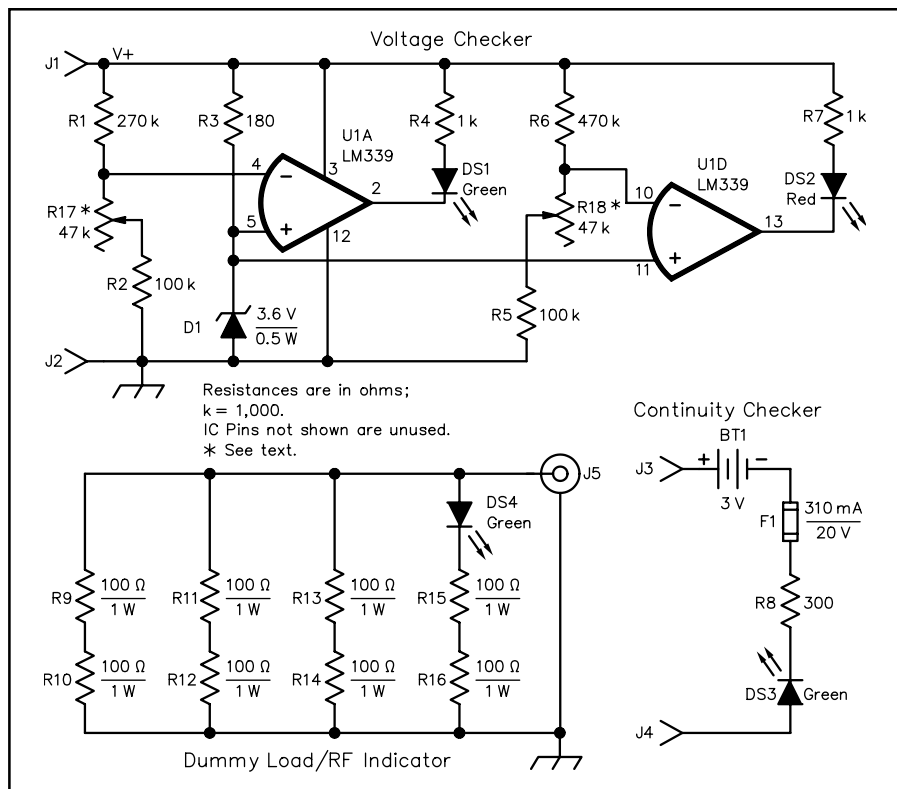 Voltage Checker
J1
V+
R1
270 k
R3
180
R4
1 k
R6
470 k
R7
1 k
U1A
LM339
DS1
Green
U1D
LM339
DS2
Red
4
3
2
5
12
10
13
11
R17 *
47 k
R18 *
47 k
R2
100 k
R5
100 k
D1
3.6 V
0.5 W
J2
Resistances are in ohms;
k = 1,000.
IC Pins not shown are unused.
* See text.
Continuity Checker
BT1
J3
+
−
3 V
F1
310 mA
20 V
R8
300
DS3
Green
J4
J5
DS4
Green
R9
100 Ω
1 W
R11
100 Ω
1 W
R13
100 Ω
1 W
R15
100 Ω
1 W
R10
100 Ω
1 W
R12
100 Ω
1 W
R14
100 Ω
1 W
R16
100 Ω
1 W
Dummy Load/RF Indicator